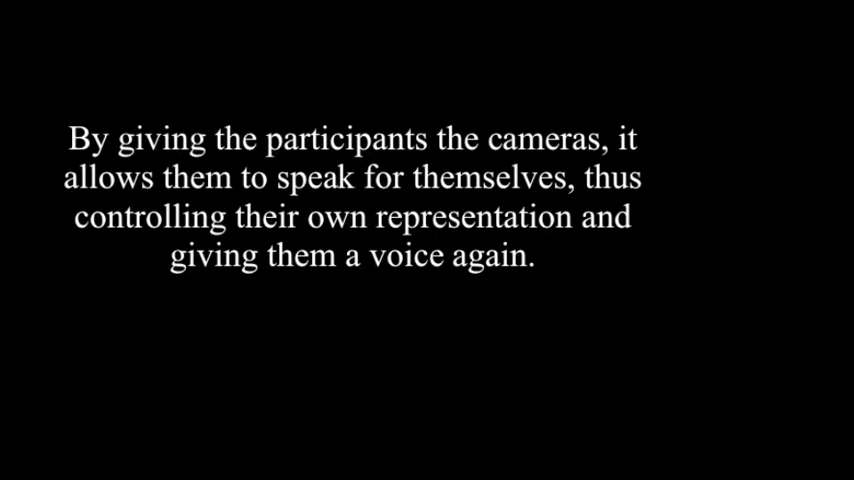 By giving the participants the cameras, it
allows them to speak for themselves, thus
controlling their own representation and
giving them a voice again.